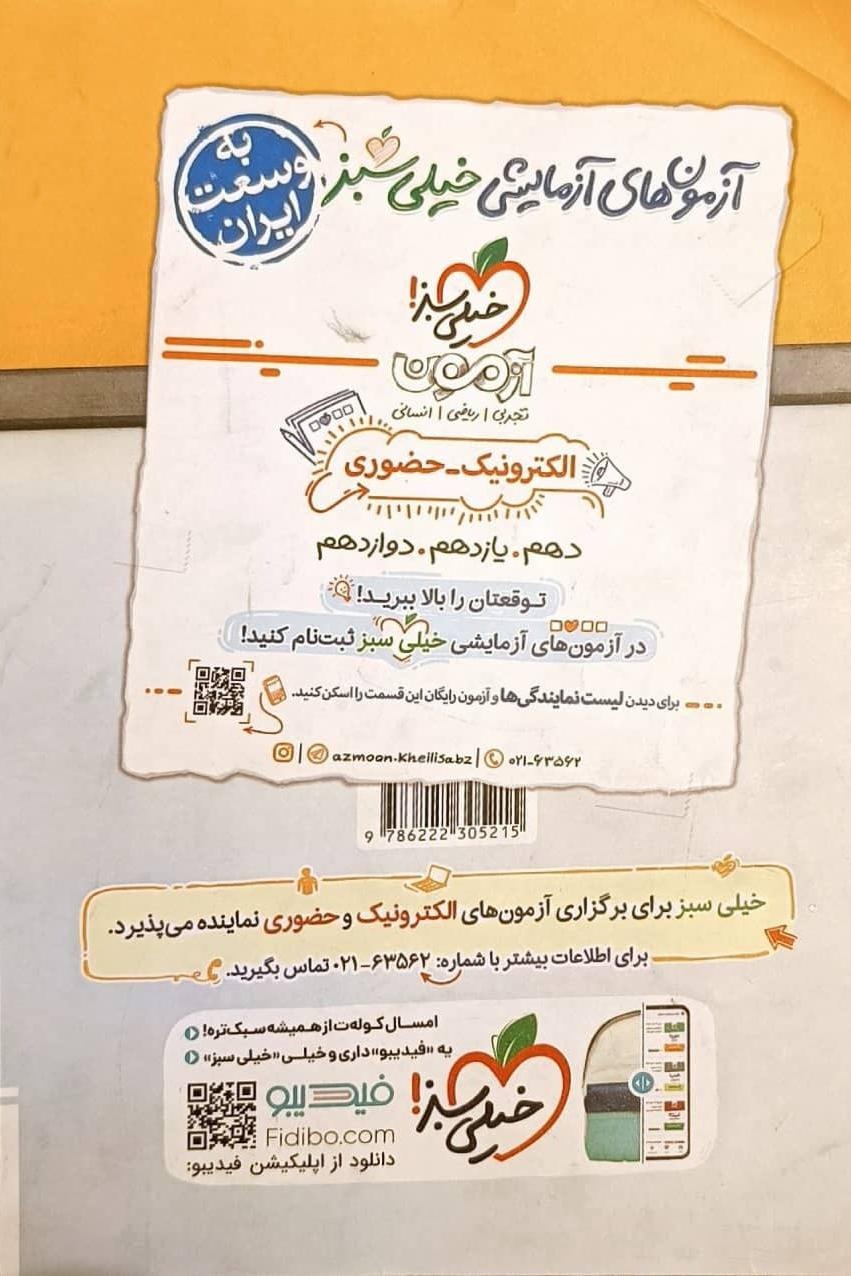 آزمون‌های آزمایشی خیلی سبز
به
وسعت
ایران
خیلی سبز!
آزمون
تجربی | ریاضی | انسانی
الکترونیک-حضوری
دهم. یازدهم. دوازدهم
توقعتان را بالا ببرید!
در آزمون‌های آزمایشی خیلی سبز ثبت‌نام کنید!
برای دیدن لیست نمایندگی‌ها و آزمون رایگان این قسمت را اسکن کنید.
azmoon.kheilisabz | ۰۲۱-۶۳۵۶۲
9 786222 305215
خیلی سبز برای برگزاری آزمون‌های الکترونیک و حضوری نماینده می‌پذیرد.
برای اطلاعات بیشتر با شماره: ۶۳۵۶۲-۰۲۱ تماس بگیرید.
امسال کوله‌ت از همیشه سبک‌تره!
یه «فیدیبو» داری و خیلی «خیلی سبز»
خیلی سبز!
فیدیبو
Fidibo.com
دانلود از اپلیکیشن فیدیبو: